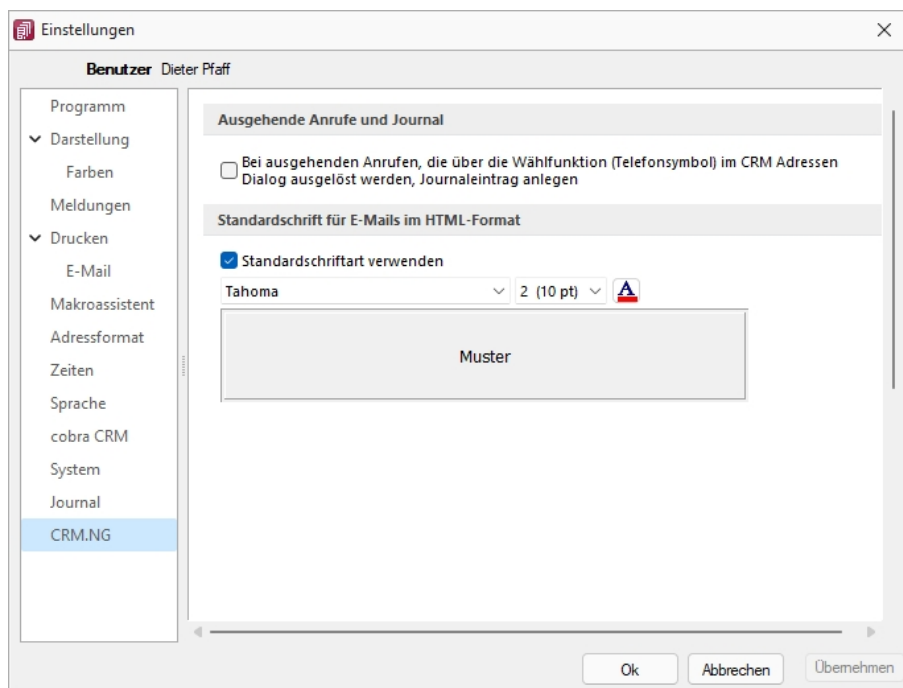 Einstellungen
Benutzer Dieter Pfaff
Programm
Darstellung
Farben
Meldungen
Drucken
E-Mail
Makroassistent
Adressformat
Zeiten
Sprache
cobra CRM
System
Journal
CRM.NG
Ausgehende Anrufe und Journal
Bei ausgehenden Anrufen, die über die Wählfunktion (Telefonsymbol) im CRM Adressen
Dialog ausgelöst werden, Journaleintrag anlegen
Standardschrift für E-Mails im HTML-Format
Standardschriftart verwenden
Tahoma 2 (10 pt) A
Muster
Ok Abbrechen Übernehmen